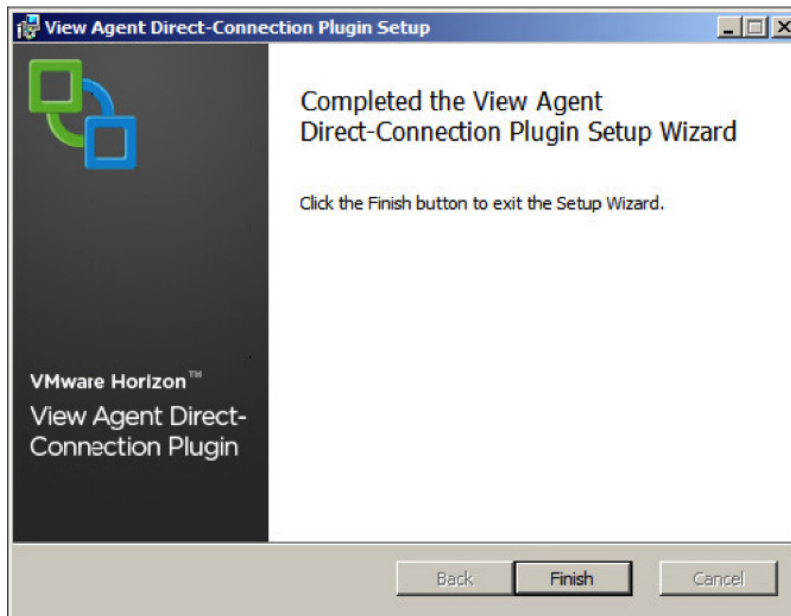 View Agent Direct-Connection Plugin Setup
Completed the View Agent
Direct-Connection Plugin Setup Wizard
Click the Finish button to exit the Setup Wizard.
VMware Horizon™
View Agent Direct-
Connection Plugin
Back Finish Cancel